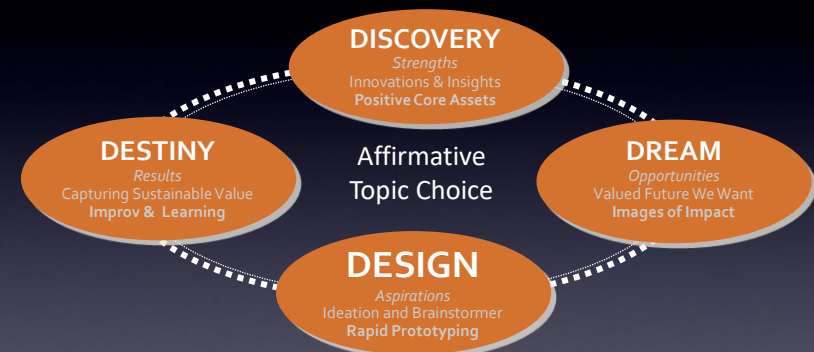 DISCOVERY
Strengths
Innovations & Insights
Positive Core Assets
DESTINY
Results
Capturing Sustainable Value
Improv & Learning
Affirmative
Topic Choice
DREAM
Opportunities
Valued Future We Want
Images of Impact
DESIGN
Aspirations
Ideation and Brainstormer
Rapid Prototyping